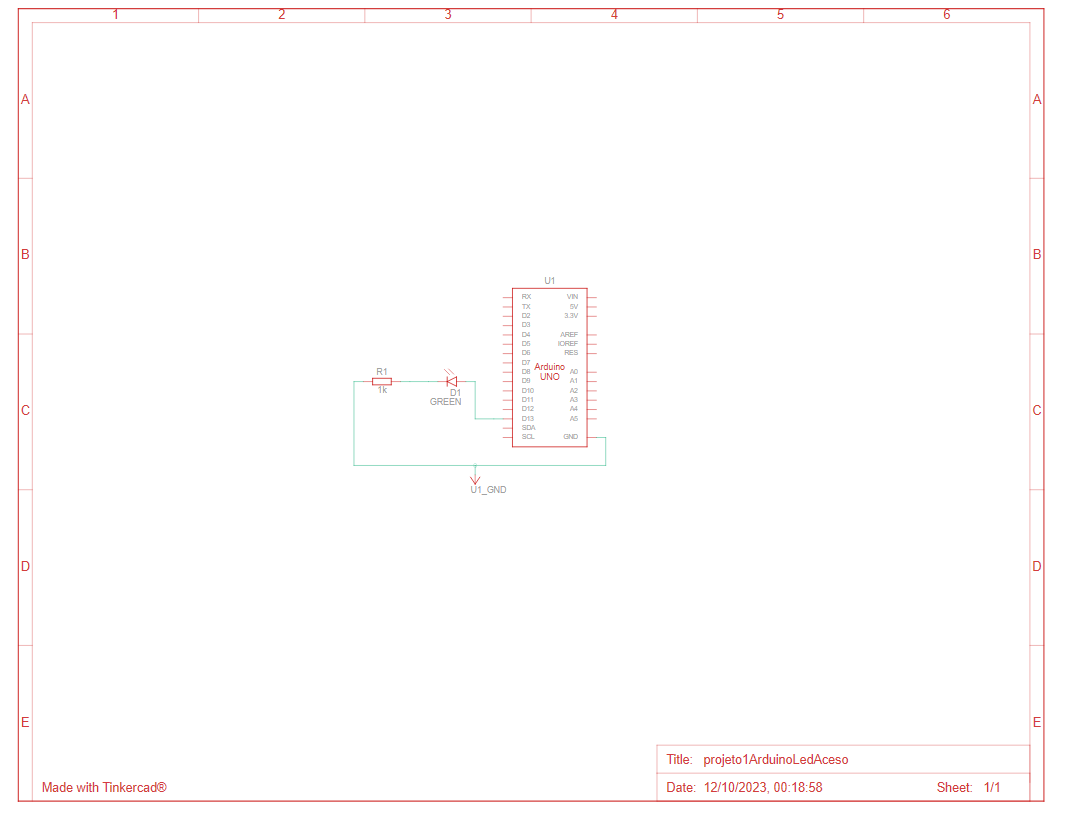 1 2 3 4 5 6
A A
B B
C C
D D
E E
U1
RX VIN
TX 5V
D2 3.3V
D3
D4 AREF
D5 IOREF
D6 RES
D7
Arduino
UNO
D8 A0
D9 A1
D10 A2
D11 A3
D12 A4
D13 A5
SDA
SCL GND
R1
1k
D1
GREEN
U1_GND
Title: projeto1ArduinoLedAceso
Made with Tinkercad®
Date: 12/10/2023, 00:18:58 Sheet: 1/1